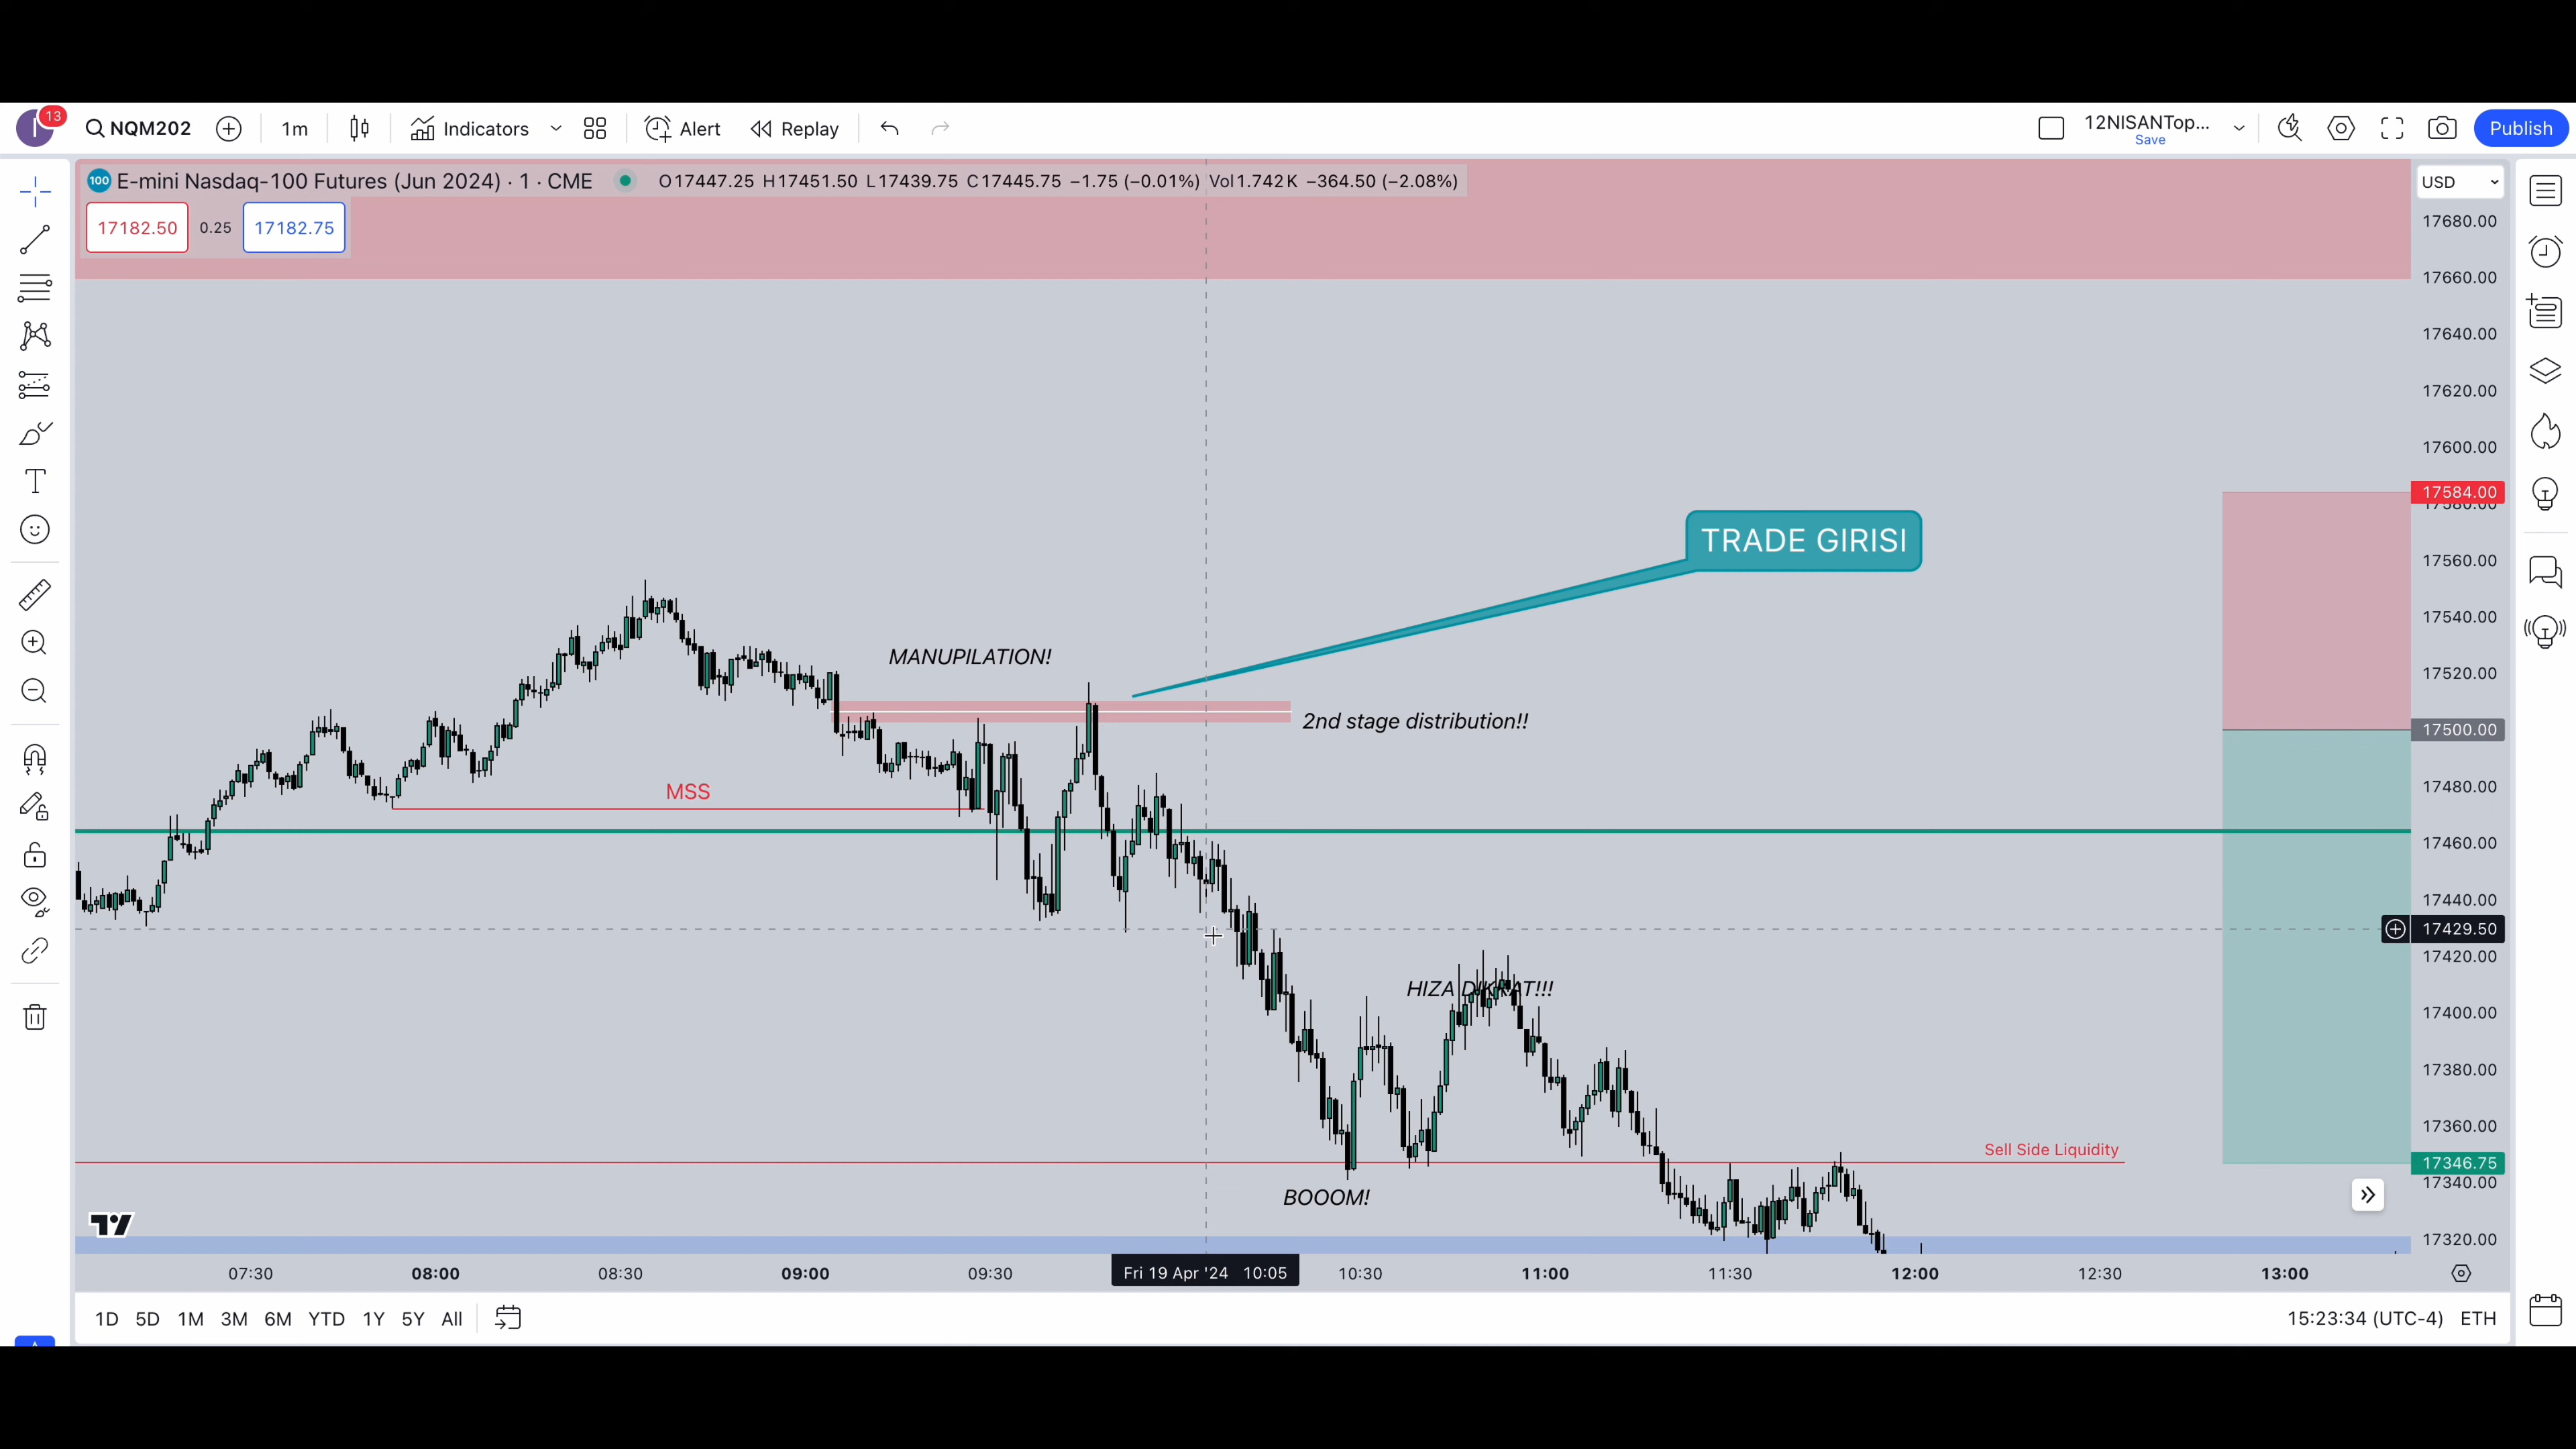 13
NQM202
1m
Indicators
Alert
Replay
12NISANTop...
Save
Publish
100 E-mini Nasdaq-100 Futures (Jun 2024) · 1 · CME
O17447.25 H17451.50 L17439.75 C17445.75 −1.75 (−0.01%) Vol1.742 K −364.50 (−2.08%)
USD
17182.50 0.25 17182.75
17680.00
17660.00
17640.00
17620.00
17600.00
17584.00
17580.00
17560.00
17540.00
17520.00
17500.00
17480.00
17460.00
17440.00
17429.50
17420.00
17400.00
17380.00
17360.00
17346.75
17340.00
17320.00
TRADE GIRISI
MANUPILATION!
2nd stage distribution!!
MSS
HIZA DIKKAT!!!
Sell Side Liquidity
BOOOM!
07:30 08:00 08:30 09:00 09:30 Fri 19 Apr '24 10:05 10:30 11:00 11:30 12:00 12:30 13:00
1D 5D 1M 3M 6M YTD 1Y 5Y All
15:23:34 (UTC-4) ETH